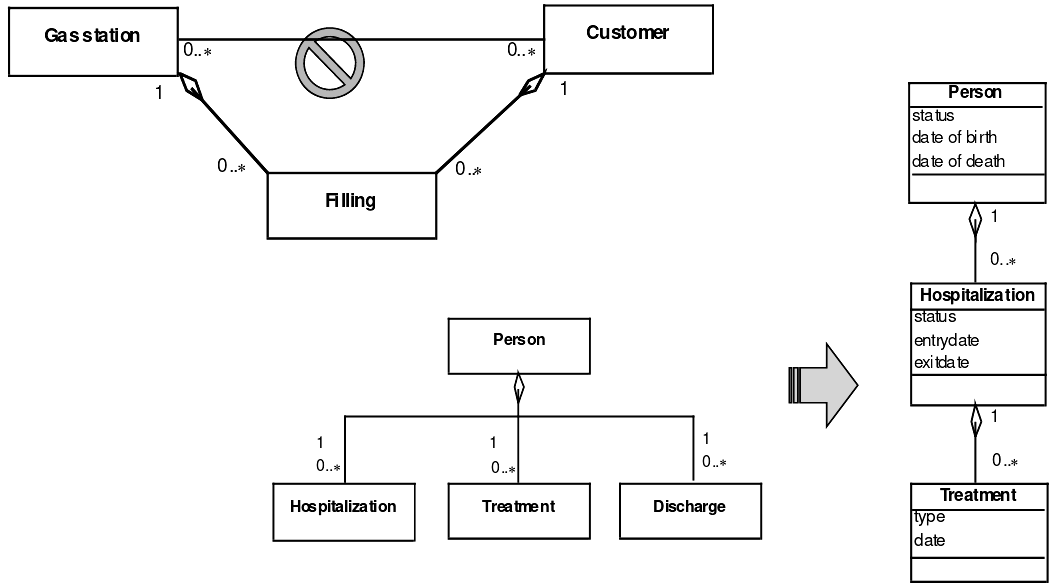 Gas station
Customer
0..*
0..*
1
1
0..*
0..*
Filling
Person
1
0..*
1
0..*
1
0..*
Hospitalization
Treatment
Discharge
Person
status
date of birth
date of death
1
0..*
Hospitalization
status
entrydate
exitdate
1
0..*
Treatment
type
date